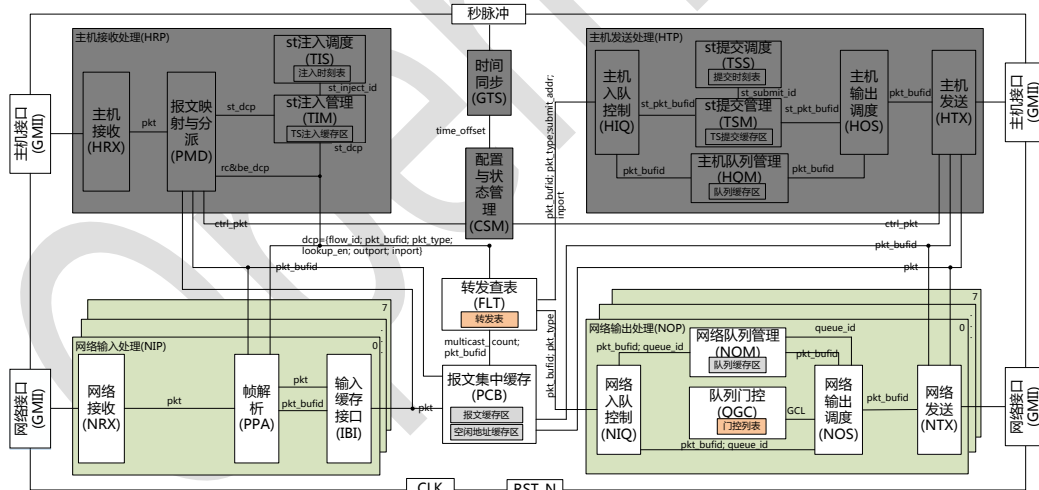 秒脉冲
主机接收处理(HRP)
st注入调度
(TIS)
注入时刻表
st_inject_id
st注入管理
(TIM)
TS注入缓存区
st_dcp
st_dcp
rc&be_dcp
主机接口
(GMII)
主机
接收
(HRX)
pkt
报文映
射与分
派
(PMD)
时间
同步
(GTS)
time_offset
配置
与状
态管
理
(CSM)
ctrl_pkt
主机发送处理(HTP)
st提交调度
(TSS)
提交时刻表
st_submit_id
st提交管理
(TSM)
TS提交缓存区
主机
入队
控制
(HIQ)
st_pkt_bufid
st_pkt_bufid
主机
输出
调度
(HOS)
pkt_bufid
主机
发送
(HTX)
主机接口
(GMII)
主机队列管理
(HQM)
队列缓存区
pkt_bufid
pkt_bufid
pkt_bufid; pkt_type;submit_addr;
inport
ctrl_pkt
pkt_bufid
pkt
dcp={flow_id; pkt_bufid; pkt_type;
lookup_en; outport; inport}
pkt_bufid
转发查表
(FLT)
转发表
multicast_count;
pkt_bufid
pkt_bufid; pkt_type
报文集中缓存
(PCB)
报文缓存区
空闲地址缓存区
pkt
7
0
网络输入处理(NIP)
网络接口
(GMII)
网络
接收
(NRX)
pkt
帧解
析
(PPA)
pkt
pkt_bufid
输入
缓存
接口
(IBI)
7
0
网络输出处理(NOP)
网络队列管理
(NQM)
队列缓存区
queue_id
pkt_bufid; queue_id
pkt_bufid
网络
入队
控制
(NIQ)
队列门控
(QGC)
门控列表
GCL
pkt_bufid; queue_id
网络
输出
调度
(NOS)
pkt_bufid
网络
发送
(NTX)
网络接口
(GMII)
CLK
RST_N